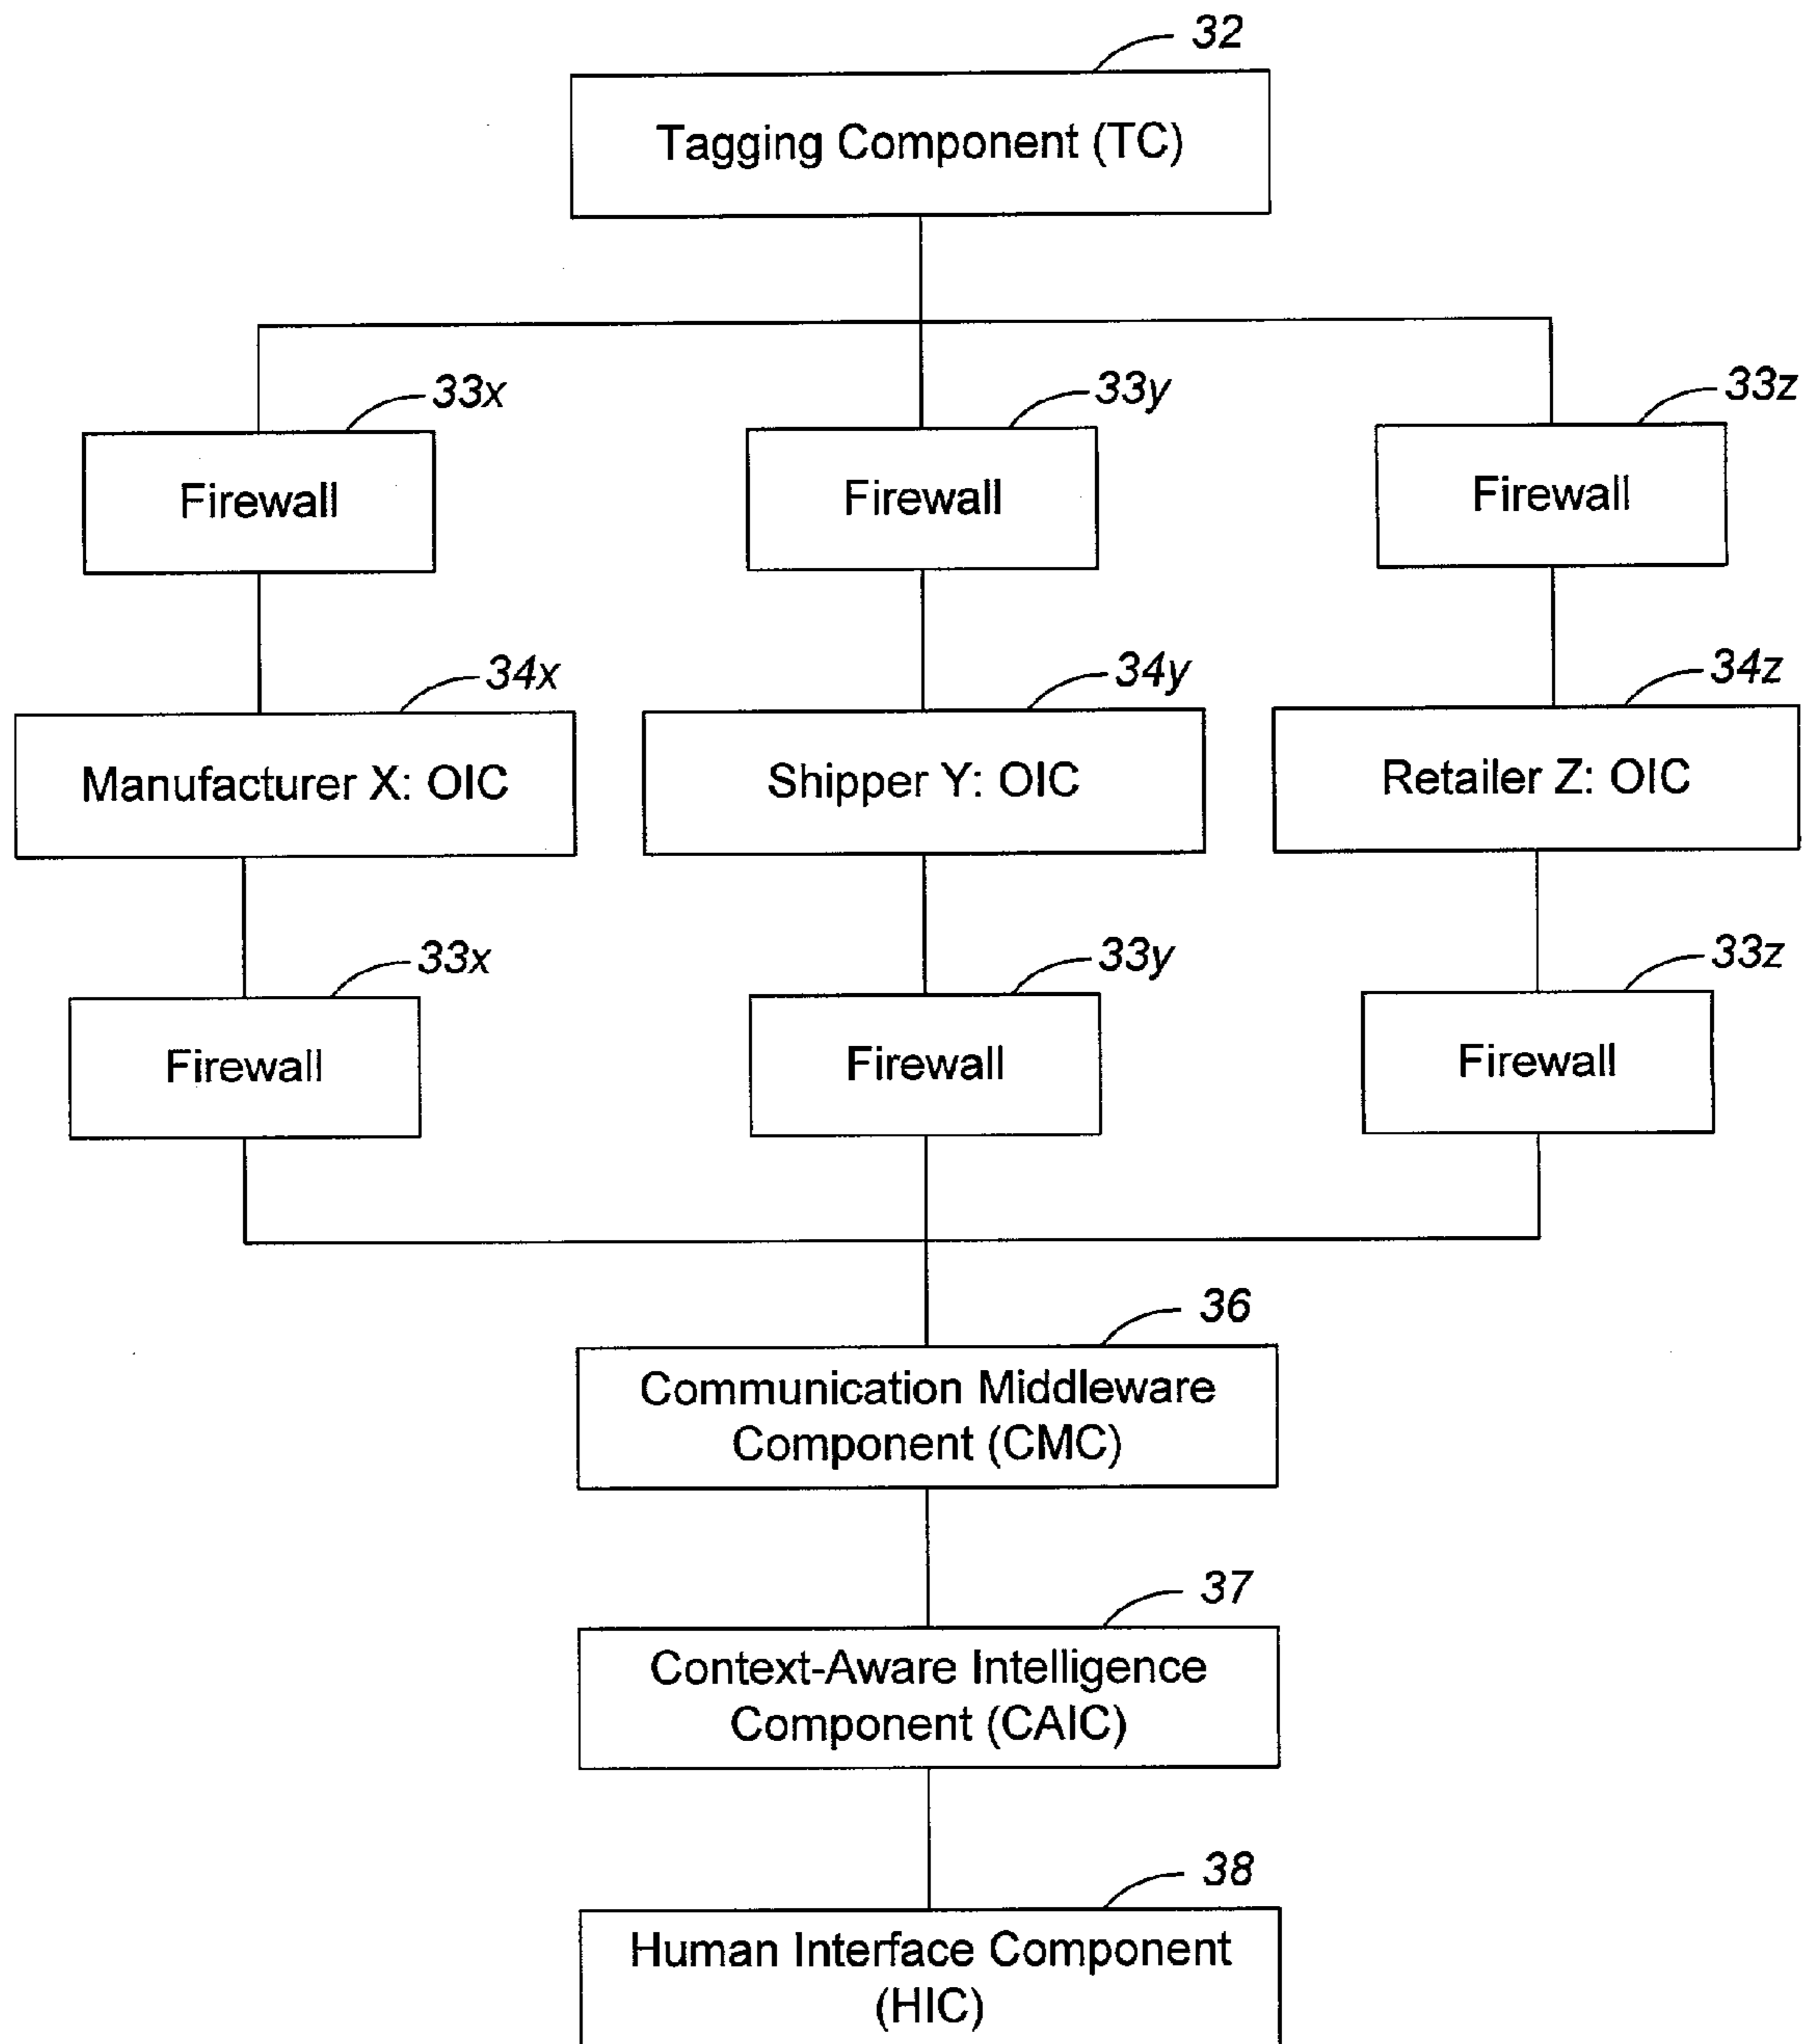 32
Tagging Component (TC)
33x
33y
33z
Firewall
Firewall
Firewall
34x
34y
34z
Manufacturer X: OIC
Shipper Y: OIC
Retailer Z: OIC
33x
33y
33z
Firewall
Firewall
Firewall
36
Communication Middleware
Component (CMC)
37
Context-Aware Intelligence
Component (CAIC)
38
Human Interface Component
(HIC)